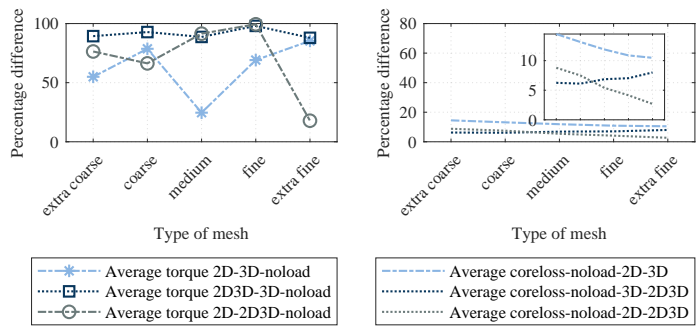 Percentage difference
100
50
0
extra coarse
coarse
medium
fine
extra fine
Type of mesh
Average torque 2D-3D-noload
Average torque 2D3D-3D-noload
Average torque 2D-2D3D-noload
Percentage difference
80
60
40
20
0
10
5
0
extra coarse
coarse
medium
fine
extra fine
Type of mesh
Average coreloss-noload-2D-3D
Average coreloss-noload-3D-2D3D
Average coreloss-noload-2D-2D3D